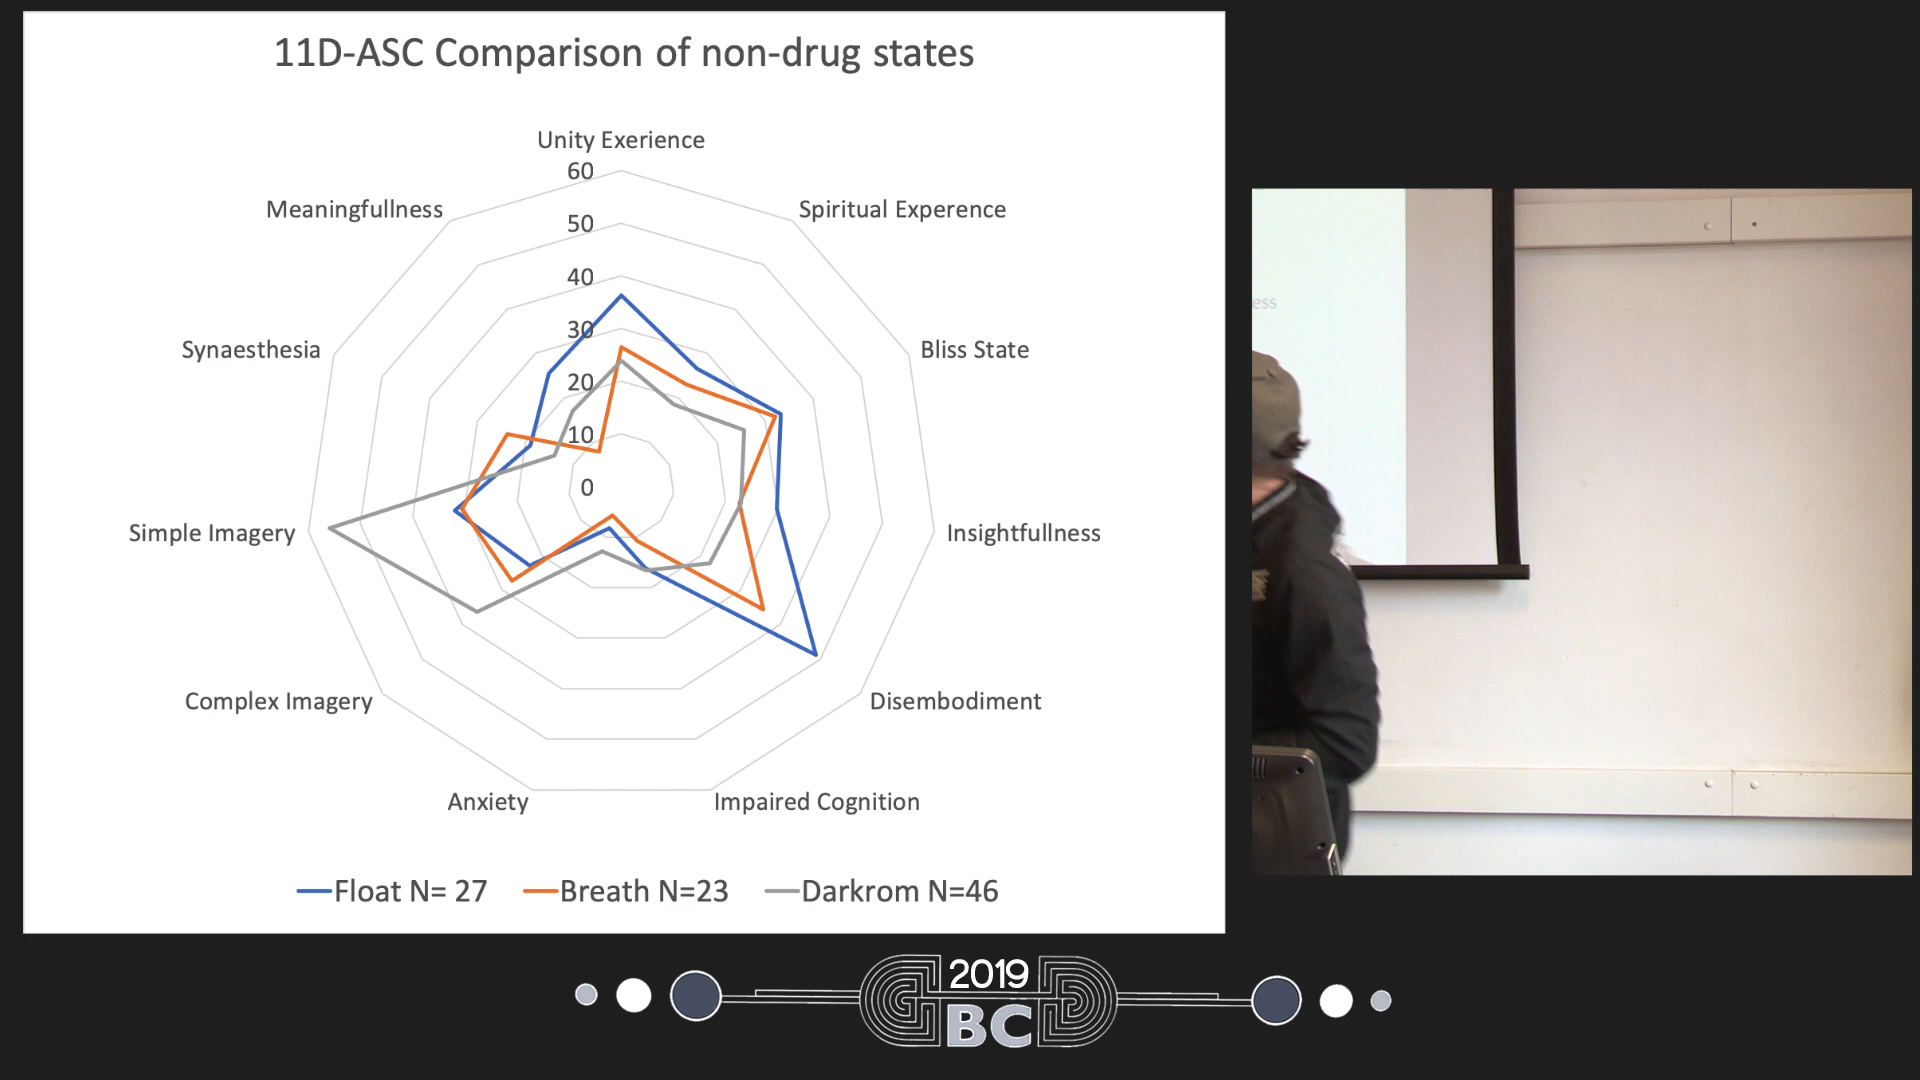 11D-ASC Comparison of non-drug states
Unity Exerience
60
Meaningfullness
Spiritual Experence
50
40
Synaesthesia
30
Bliss State
20
10
0
Simple Imagery
Insightfullness
Complex Imagery
Disembodiment
Anxiety
Impaired Cognition
Float N= 27
Breath N=23
Darkrom N=46
ess
2019
BC